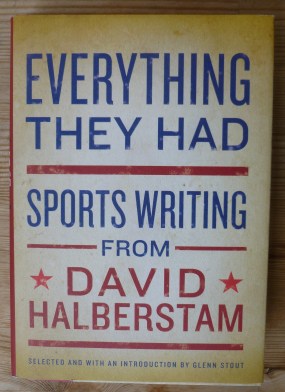 EVERYTHING
THEY HAD
SPORTS WRITING
FROM
DAVID
HALBERSTAM
SELECTED AND WITH AN INTRODUCTION BY GLENN STOUT